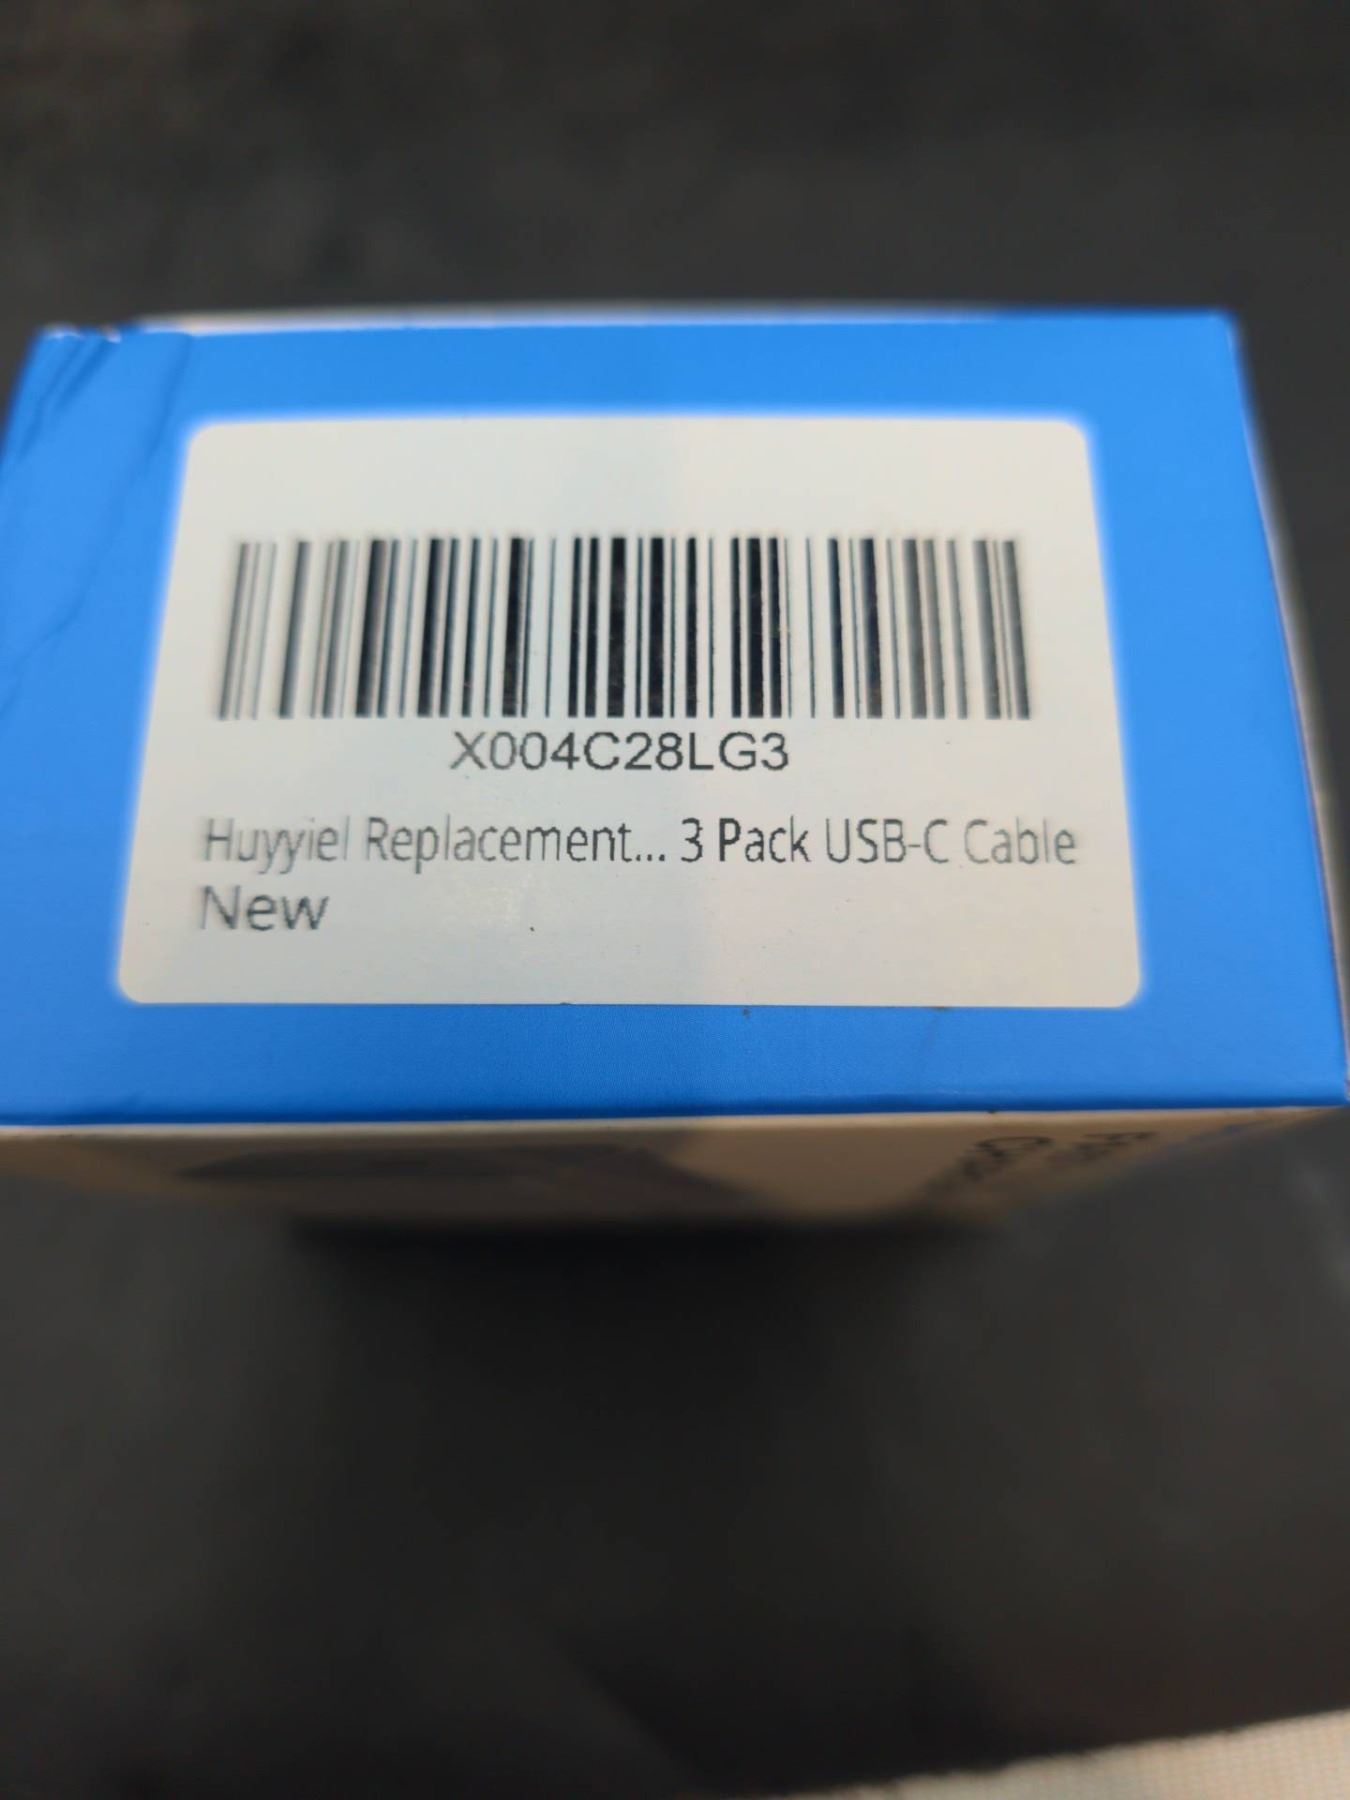 X004C28LG3
Huyyiel Replacement... 3 Pack USB-C Cable
New